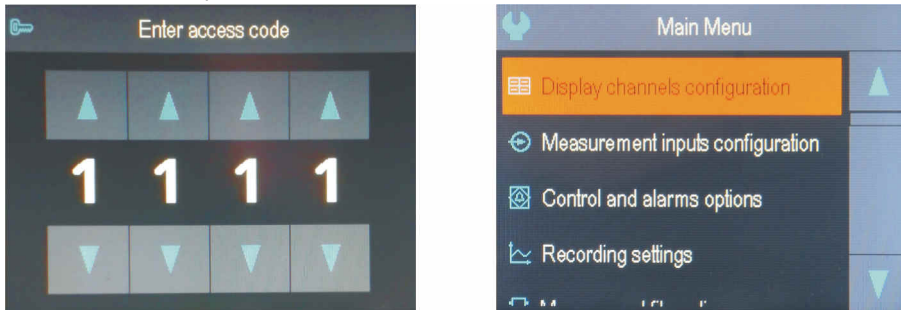 Enter access code
1 1 1 1
Main Menu
Display channels configuration
Measurement inputs configuration
Control and alarms options
Recording settings